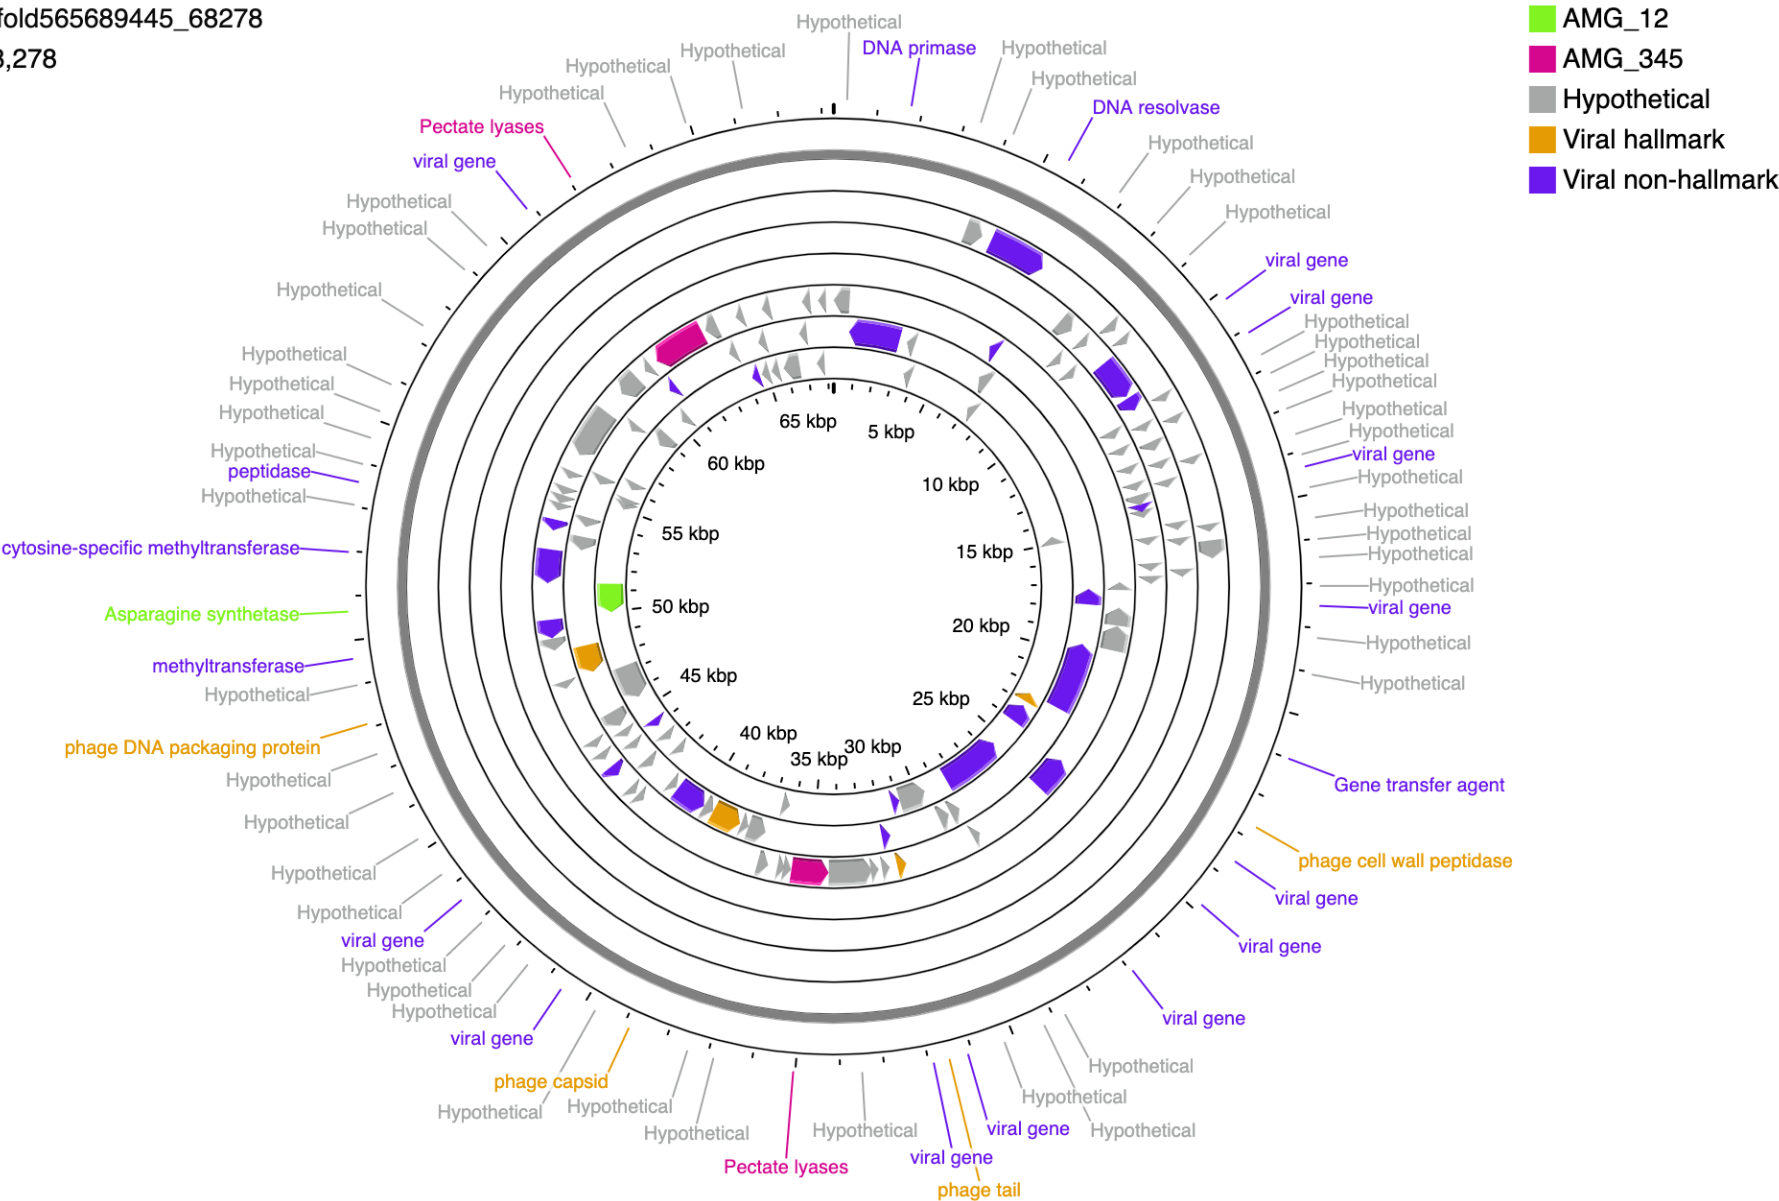 fold565689445_68278
8,278
AMG_12
AMG_345
Hypothetical
Viral hallmark
Viral non-hallmark
Hypothetical
DNA primase
Hypothetical
Hypothetical
DNA resolvase
Hypothetical
Hypothetical
Hypothetical
viral gene
viral gene
Hypothetical
Hypothetical
Hypothetical
Hypothetical
Hypothetical
Hypothetical
viral gene
Hypothetical
Hypothetical
Hypothetical
Hypothetical
Hypothetical
viral gene
Hypothetical
Hypothetical
Gene transfer agent
phage cell wall peptidase
viral gene
viral gene
viral gene
Hypothetical
Hypothetical
Hypothetical
viral gene
viral gene
phage tail
Hypothetical
Pectate lyases
Hypothetical
Hypothetical
phage capsid
Hypothetical
viral gene
Hypothetical
Hypothetical
Hypothetical
viral gene
Hypothetical
Hypothetical
Hypothetical
Hypothetical
phage DNA packaging protein
Hypothetical
methyltransferase
Asparagine synthetase
cytosine-specific methyltransferase
Hypothetical
peptidase
Hypothetical
Hypothetical
Hypothetical
Hypothetical
Hypothetical
Hypothetical
Hypothetical
viral gene
Pectate lyases
Hypothetical
Hypothetical
Hypothetical
5 kbp
10 kbp
15 kbp
20 kbp
25 kbp
30 kbp
35 kbp
40 kbp
45 kbp
50 kbp
55 kbp
60 kbp
65 kbp